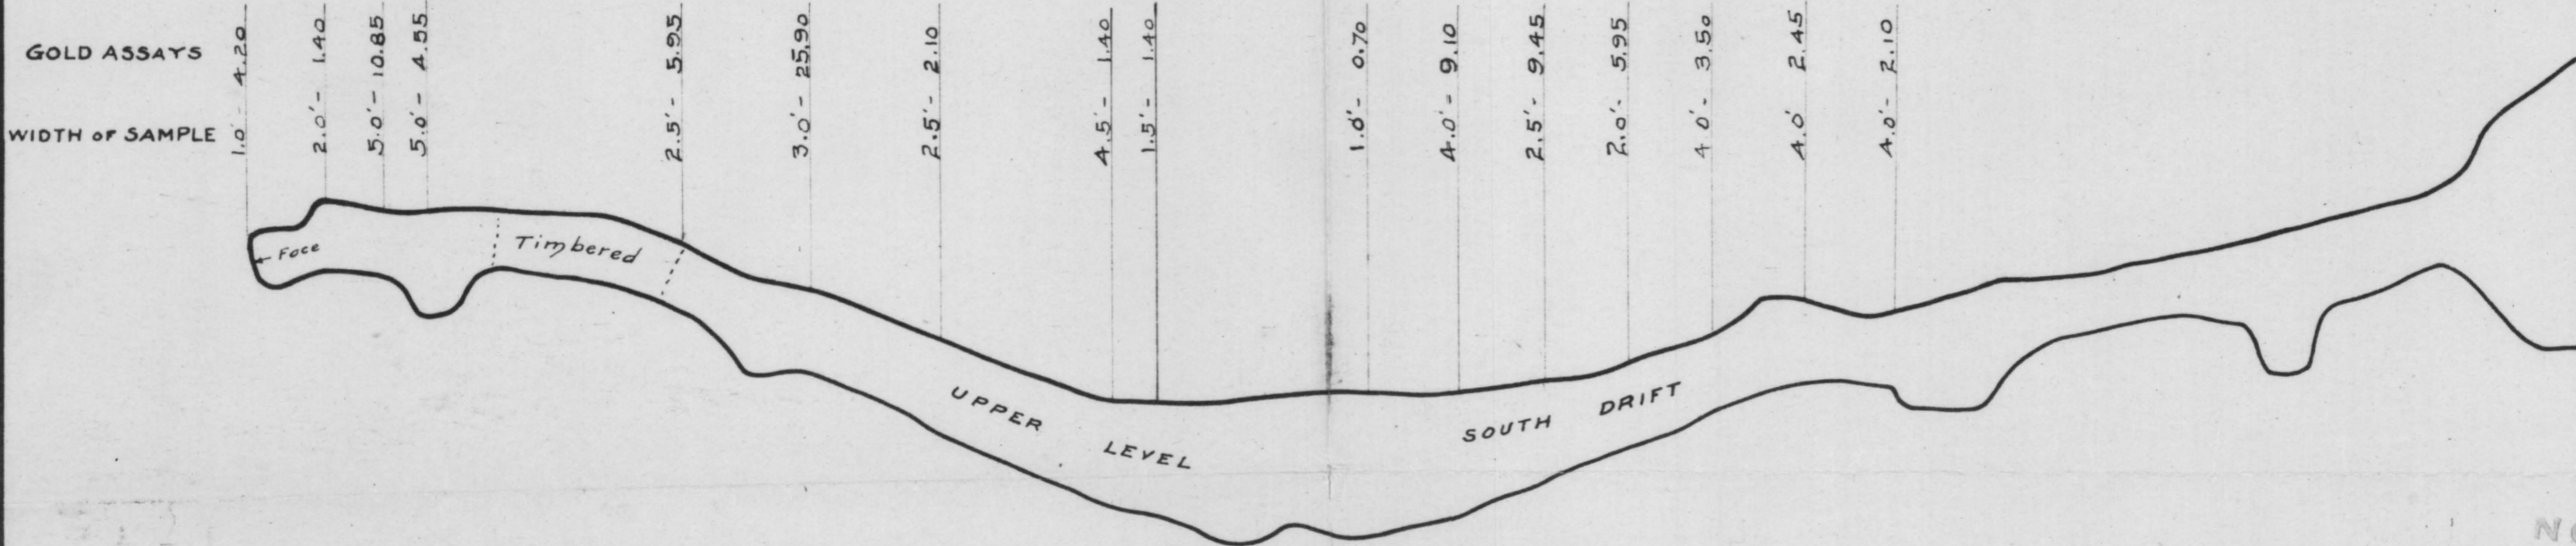 GOLD ASSAYS
WIDTH OF SAMPLE
1.0' 4.20
2.0' - 1.40
5.0' - 10.85
5.0' - 4.55
2.5' - 5.95
3.0' - 25.90
2.5' - 2.10
4.5' - 1.40
1.5' - 1.40
1.0' - 0.70
4.0' - 9.10
2.5' - 9.45
2.0' - 5.95
4.0' - 3.50
4.0' 2.45
4.0' - 2.10
← Face
Timbered
UPPER LEVEL
SOUTH DRIFT